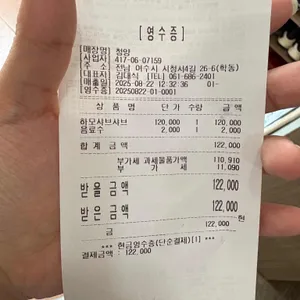 [영수증]
[매장명] 청양
[사업자] 417-06-07159
[주 소] 전남 여수시 시청서4길 26-6(학동)
[대표자] 김대식 [TEL] 061-686-2401
[매출일] 2025-08-22 12:32:36 01-
[영수증] 20250822-01-0001
상 품 명 단 가 수량 금 액
하모샤브샤브 120,000 1 120,000
음료수 2,000 1 2,000
합계 금액 122,000
부가세 과세물품가액 110,910
부 가 세 11,090
받을금액 122,000
받은금액 122,000
현 금 122,000
*** 현금영수증(단순결제)[1] ***
결제금액 : 122,000